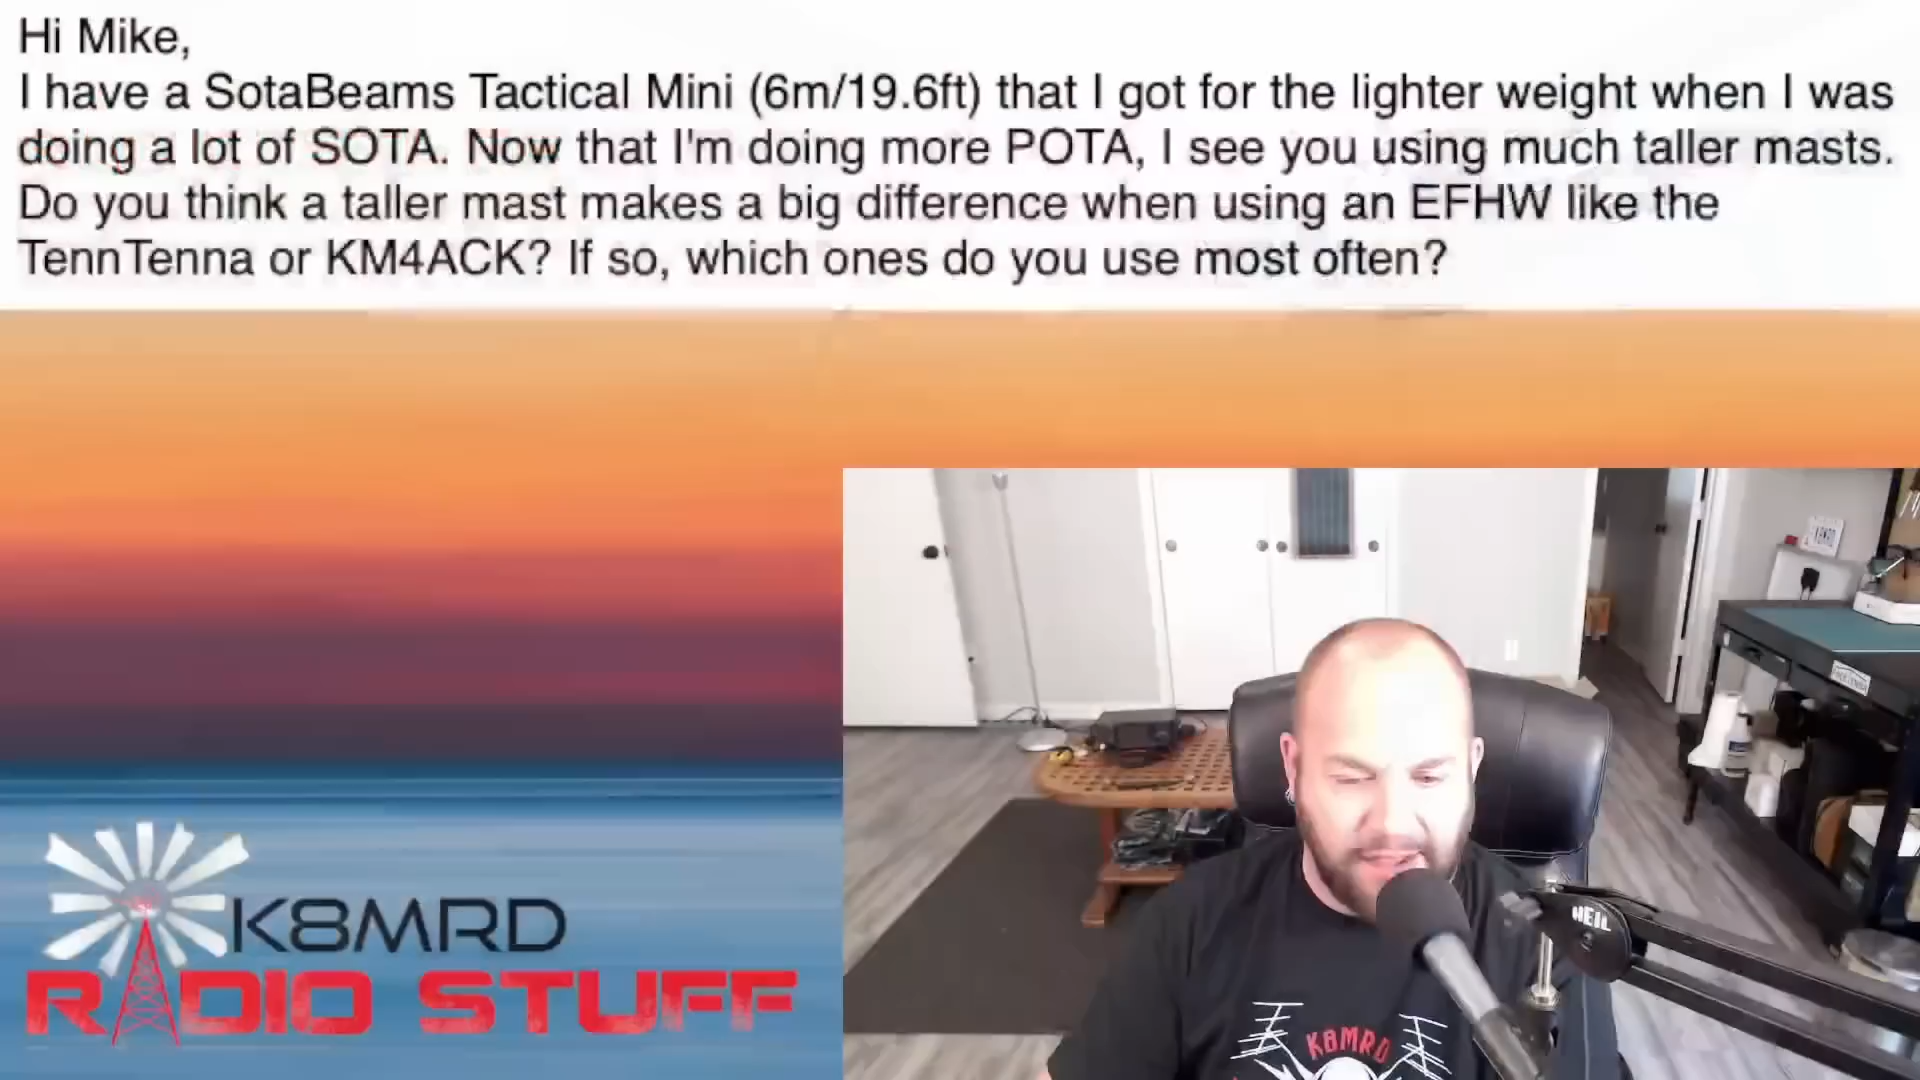 Hi Mike,
I have a SotaBeams Tactical Mini (6m/19.6ft) that I got for the lighter weight when I was
doing a lot of SOTA. Now that I'm doing more POTA, I see you using much taller masts.
Do you think a taller mast makes a big difference when using an EFHW like the
TennTenna or KM4ACK? If so, which ones do you use most often?
K8MRD
RADIO STUFF
HEIL
K8MRD